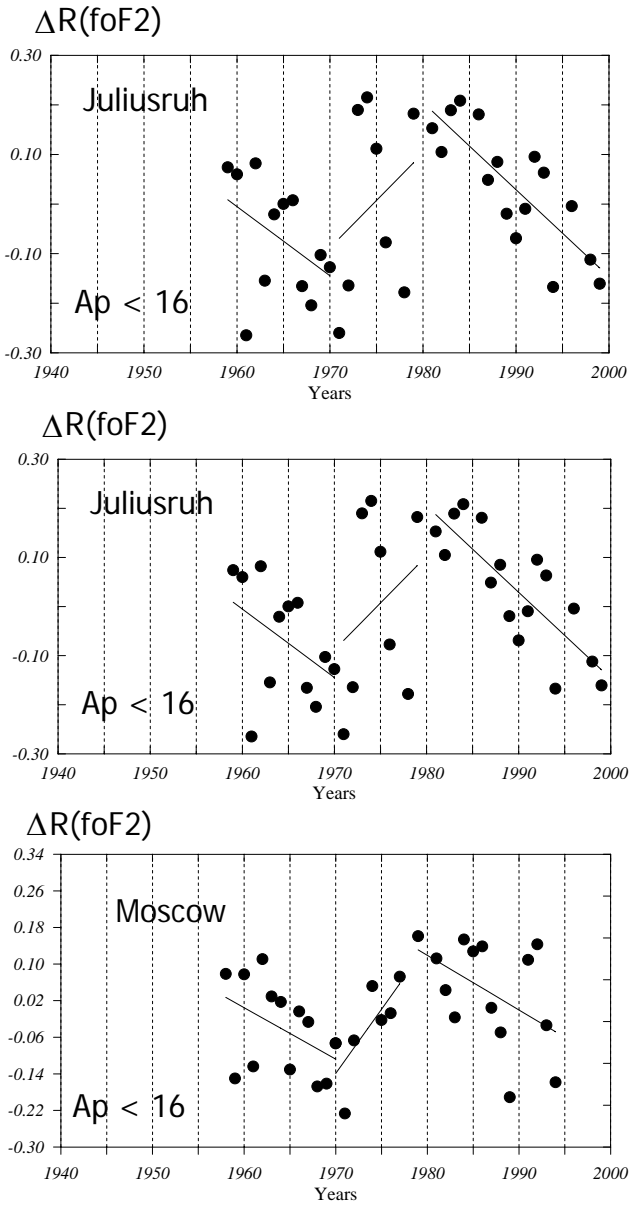 ΔR(foF2)
0.30
Juliusruh
0.10
-0.10
Ap < 16
-0.30
1940 1950 1960 1970 1980 1990 2000
Years
ΔR(foF2)
0.30
Juliusruh
0.10
-0.10
Ap < 16
-0.30
1940 1950 1960 1970 1980 1990 2000
Years
ΔR(foF2)
0.34
0.26
0.18
Moscow
0.10
0.02
-0.06
-0.14
Ap < 16
-0.22
-0.30
1940 1950 1960 1970 1980 1990 2000
Years